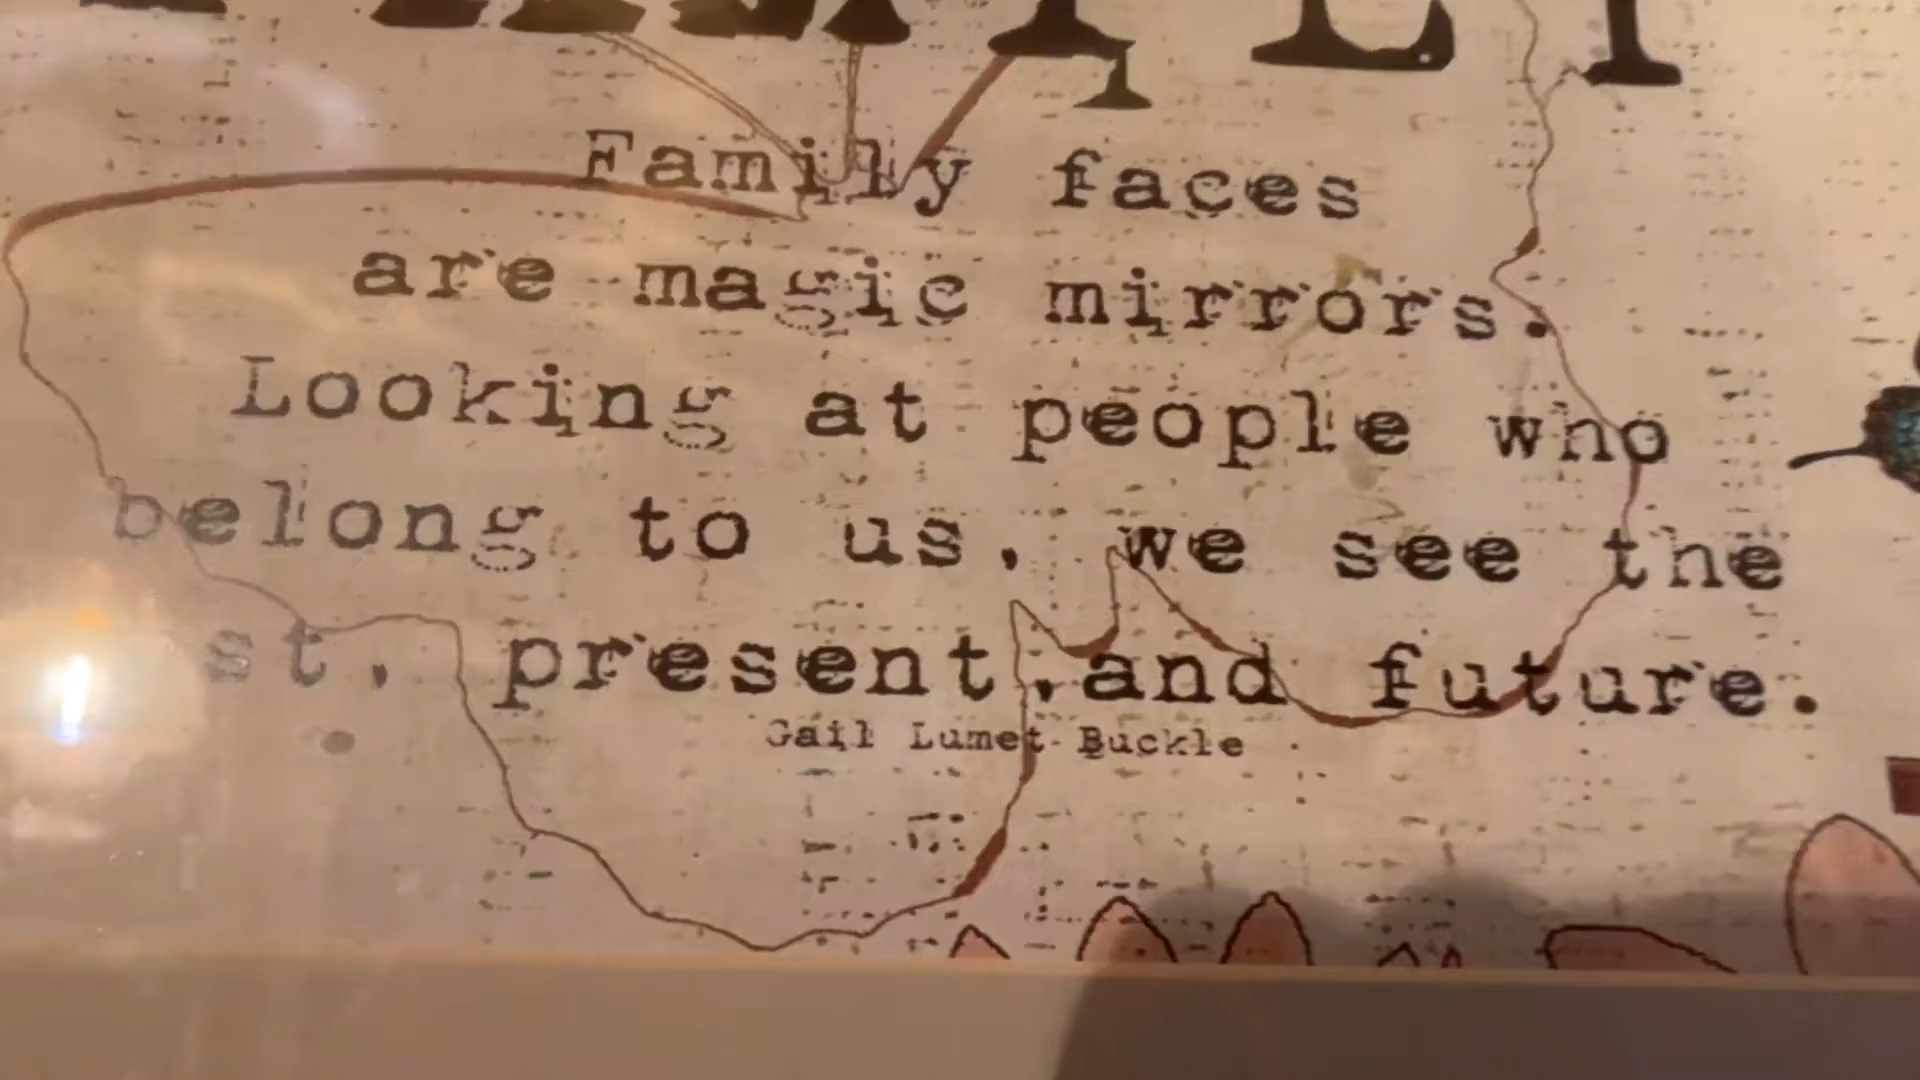 FAMILY
Family faces
are magic mirrors.
Looking at people who
belong to us, we see the
st, present,and future.
Gail Lumet Buckle